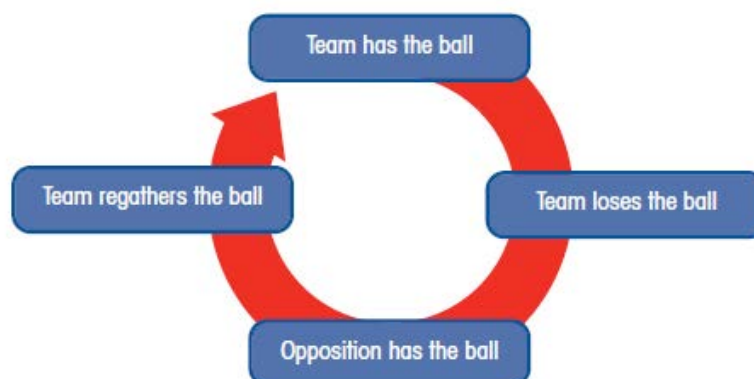 Team has the ball
Team regathers the ball
Team loses the ball
Opposition has the ball